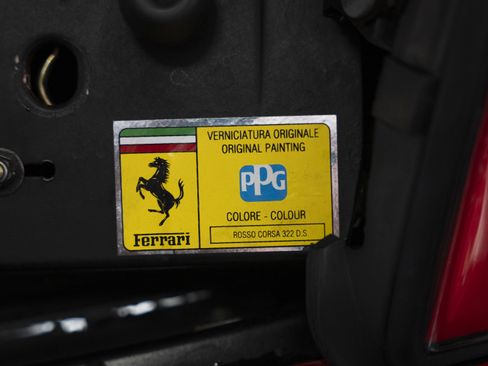 VERNICIATURA ORIGINALE
ORIGINAL PAINTING
PPG
COLORE - COLOUR
ROSSO CORSA 322 D.S.
Ferrari